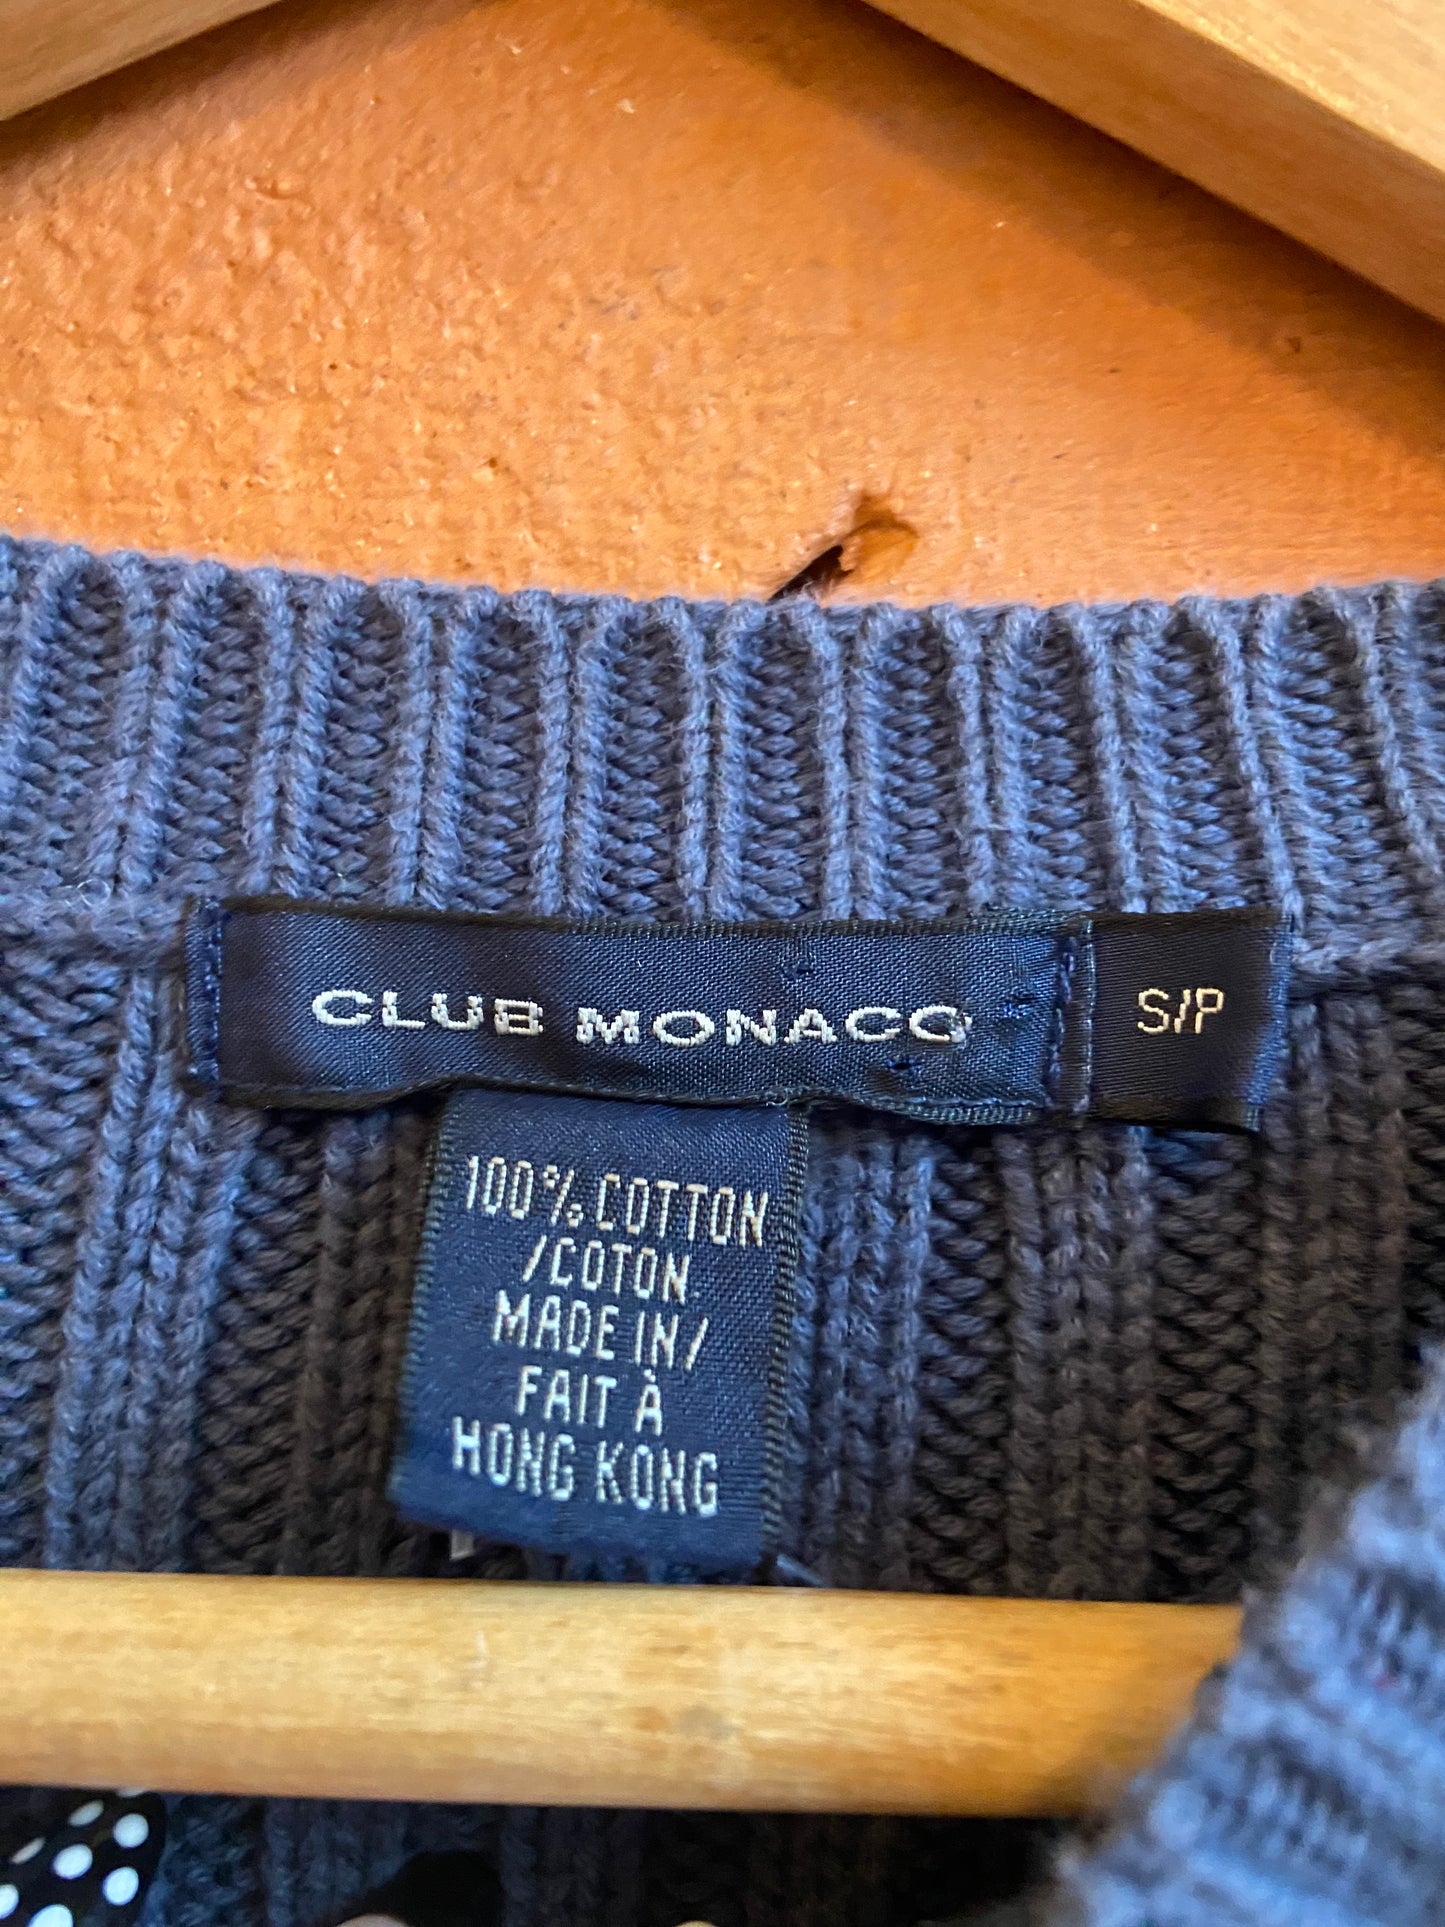 CLUB MONACO S/P
100% COTTON
/COTON
MADE IN/
FAIT À
HONG KONG